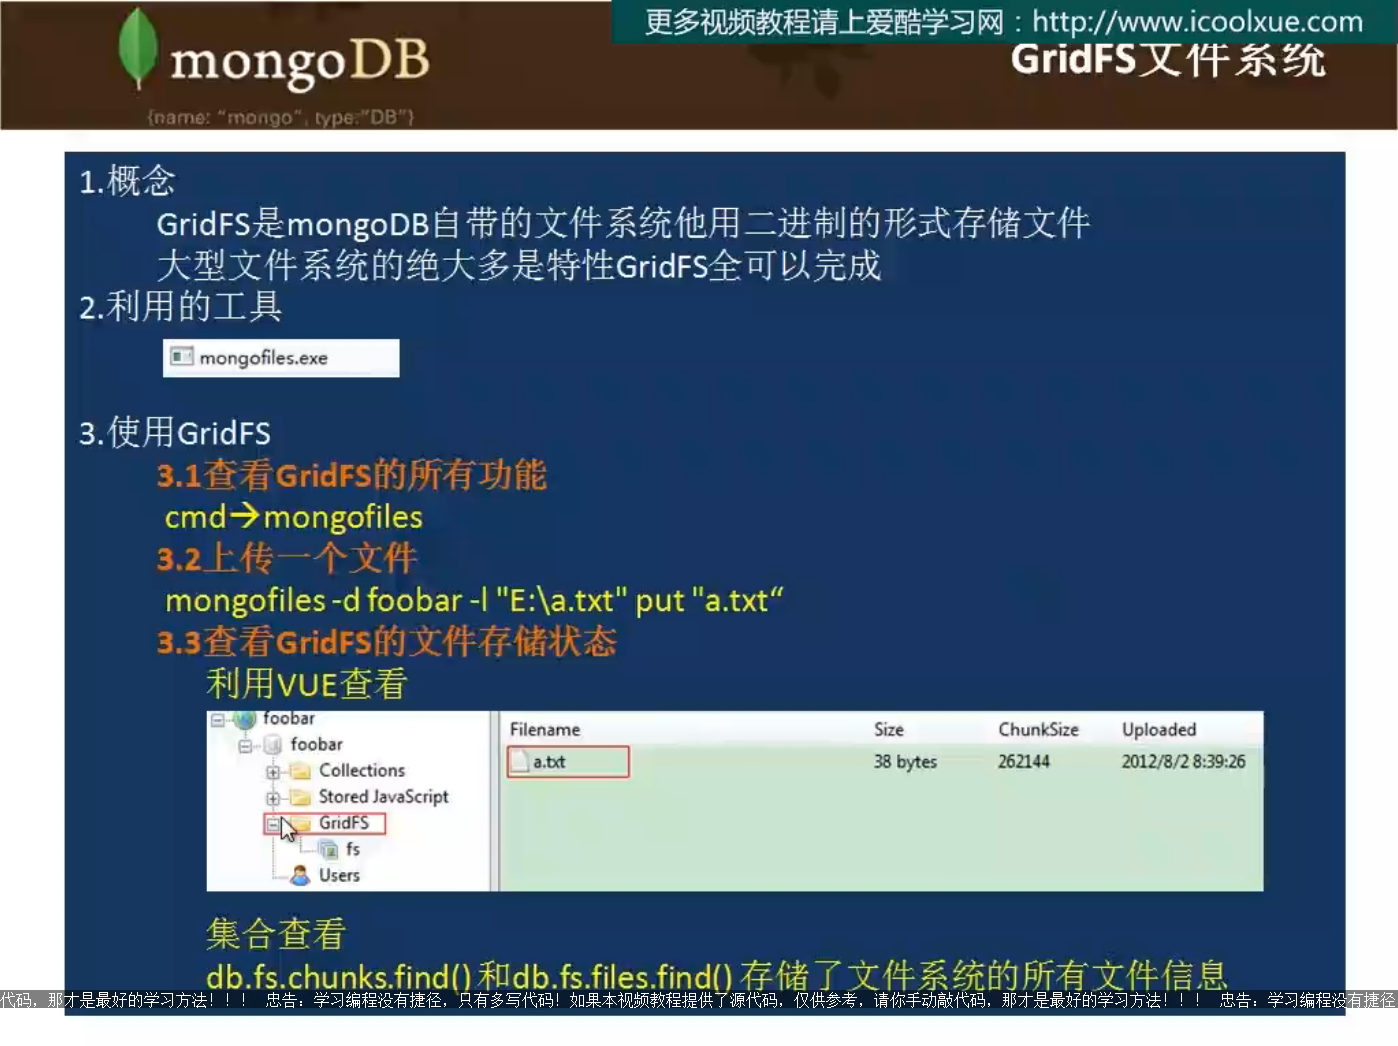 更多视频教程请上爱酷学习网：http://www.icoolxue.com
mongoDB
GridFS文件系统
{name: "mongo", type:"DB"}
1.概念
GridFS是mongoDB自带的文件系统他用二进制的形式存储文件
大型文件系统的绝大多是特性GridFS全可以完成
2.利用的工具
mongofiles.exe
3.使用GridFS
3.1查看GridFS的所有功能
cmd→mongofiles
3.2上传一个文件
mongofiles -d foobar -l "E:\a.txt" put "a.txt“
3.3查看GridFS的文件存储状态
利用VUE查看
foobar
foobar
Collections
Stored JavaScript
GridFS
fs
Users
Filename Size ChunkSize Uploaded
a.txt 38 bytes 262144 2012/8/2 8:39:26
集合查看
db.fs.chunks.find() 和db.fs.files.find() 存储了文件系统的所有文件信息
代码，那才是最好的学习方法！！！ 忠告：学习编程没有捷径，只有多写代码！如果本视频教程提供了源代码，仅供参考，请你手动敲代码，那才是最好的学习方法！！！ 忠告：学习编程没有捷径